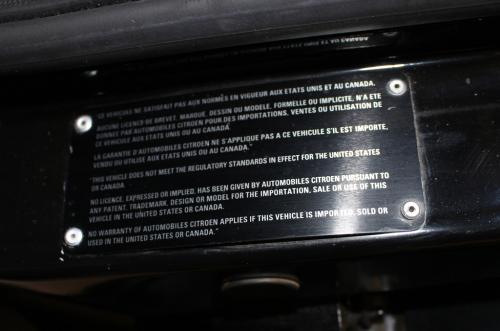 "CE VEHICULE NE SATISFAIT PAS AUX NORMES EN VIGUEUR AUX ETATS UNIS ET AU CANADA.
AUCUNE LICENCE DE BREVET, MARQUE, DESSIN OU MODELE, FORMELLE OU IMPLICITE, N'A ETE
DONNEE PAR AUTOMOBILES CITROEN POUR DES IMPORTATIONS, VENTES OU UTILISATION DE
CE VEHICULE AUX ETATS UNIS OU AU CANADA.
LA GARANTIE D'AUTOMOBILES CITROEN NE S'APPLIQUE PAS A CE VEHICULE S'IL EST IMPORTE,
VENDU OU UTILISE AUX ETATS UNIS OU AU CANADA."
"THIS VEHICLE DOES NOT MEET THE REGULATORY STANDARDS IN EFFECT FOR THE UNITED STATES
OR CANADA.
NO LICENCE, EXPRESSED OR IMPLIED, HAS BEEN GIVEN BY AUTOMOBILES CITROEN PURSUANT TO
ANY PATENT, TRADEMARK, DESIGN OR MODEL FOR THE IMPORTATION, SALE OR USE OF THIS
VEHICLE IN THE UNITED STATES OR CANADA.
NO WARRANTY OF AUTOMOBILES CITROEN APPLIES IF THIS VEHICLE IS IMPORTED, SOLD OR
USED IN THE UNITED STATES OR CANADA."